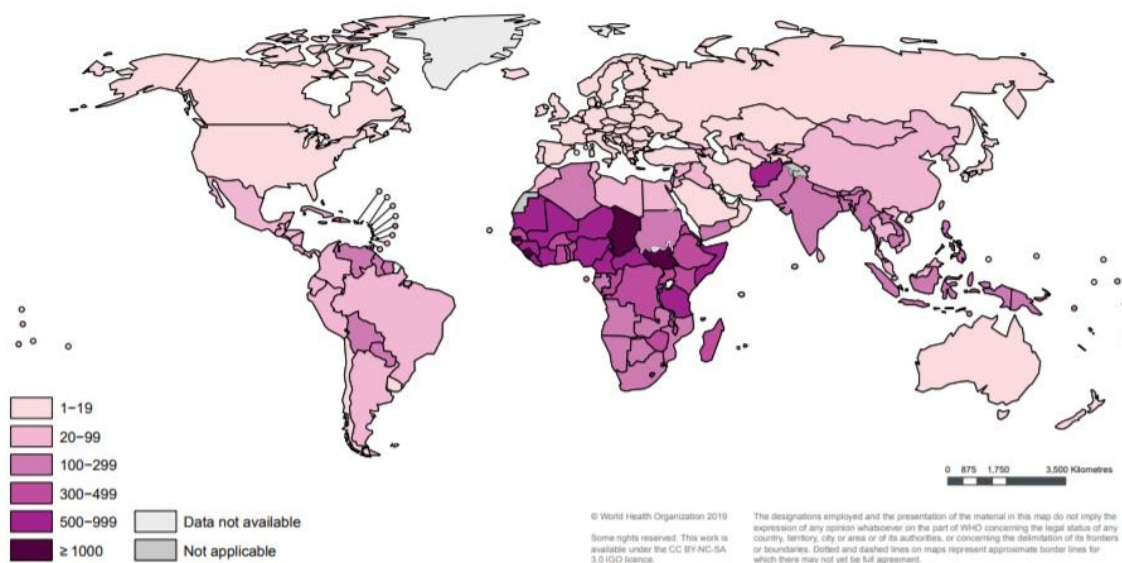 1−19
20−99
100−299
300−499
500−999
≥ 1000
Data not available
Not applicable
0 875 1,750 3,500 Kilometres
© World Health Organization 2019
Some rights reserved. This work is
available under the CC BY-NC-SA
3.0 IGO licence.
The designations employed and the presentation of the material in this map do not imply the
expression of any opinion whatsoever on the part of WHO concerning the legal status of any
country, territory, city or area or of its authorities, or concerning the delimitation of its frontiers
or boundaries. Dotted and dashed lines on maps represent approximate border lines for
which there may not yet be full agreement.